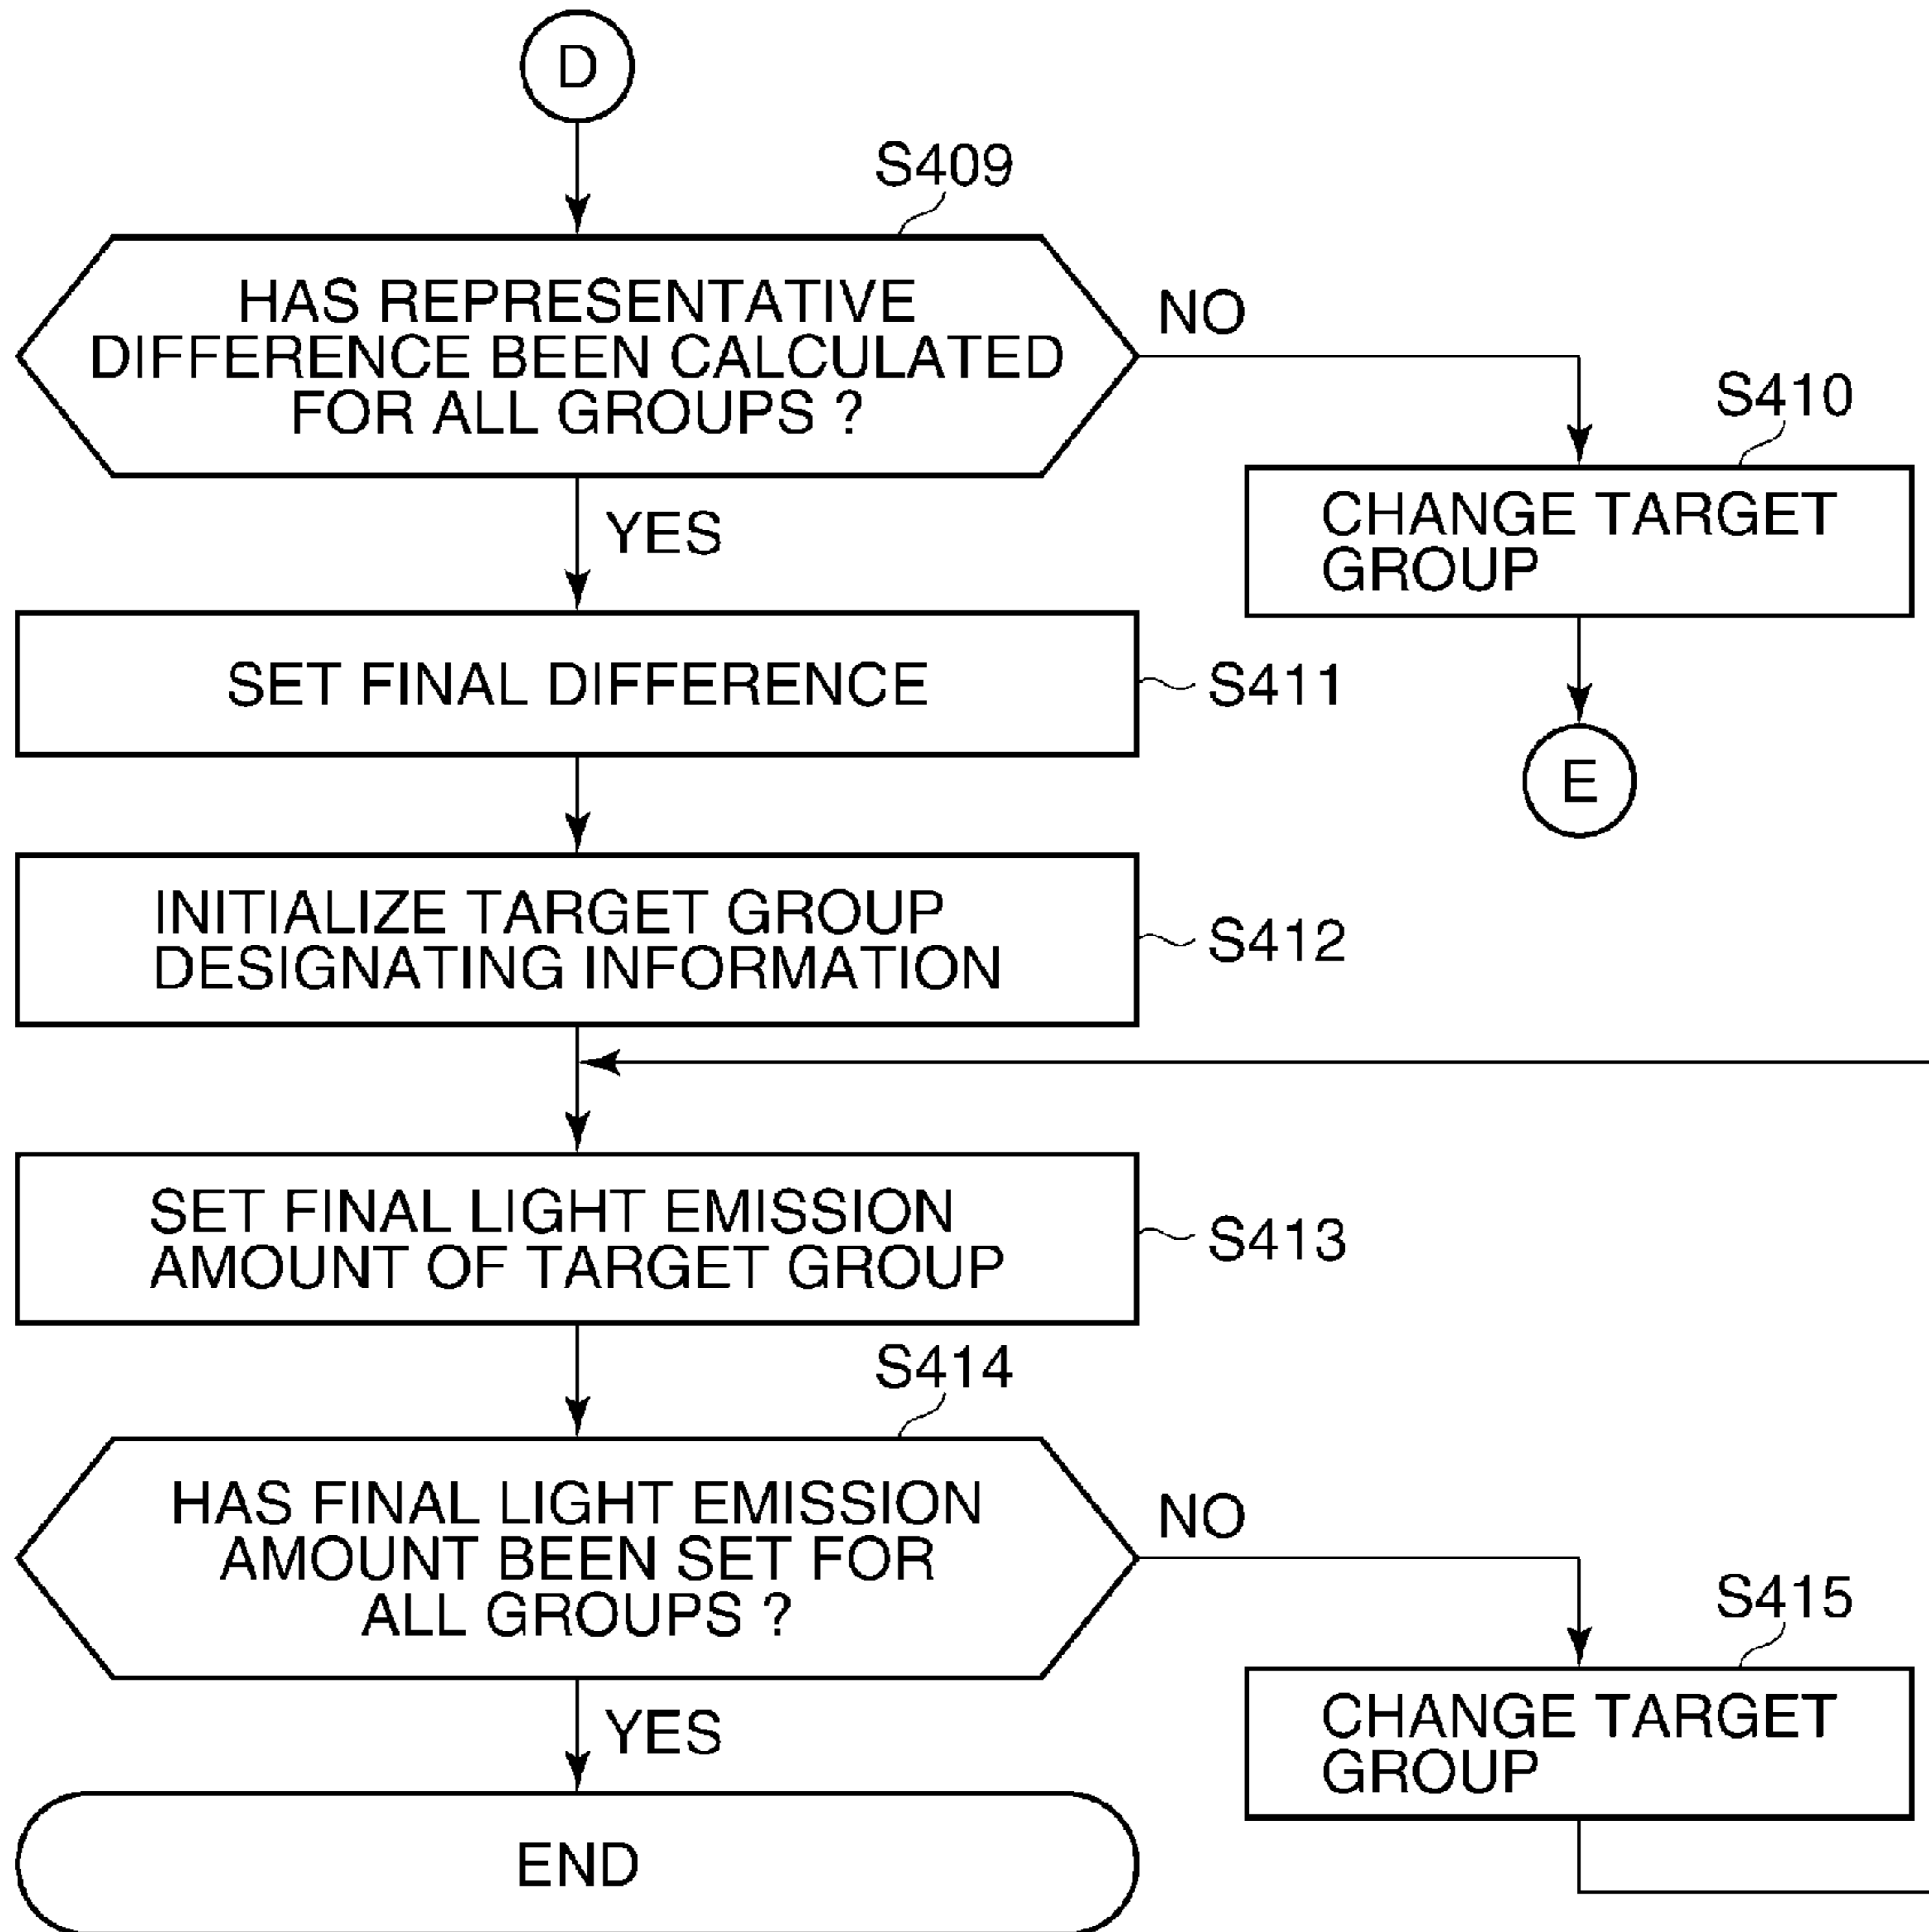 D
S409
HAS REPRESENTATIVE
DIFFERENCE BEEN CALCULATED
FOR ALL GROUPS ?
NO
S410
CHANGE TARGET
GROUP
YES
E
SET FINAL DIFFERENCE
S411
INITIALIZE TARGET GROUP
DESIGNATING INFORMATION
S412
SET FINAL LIGHT EMISSION
AMOUNT OF TARGET GROUP
S413
S414
HAS FINAL LIGHT EMISSION
AMOUNT BEEN SET FOR
ALL GROUPS ?
NO
S415
CHANGE TARGET
GROUP
YES
END